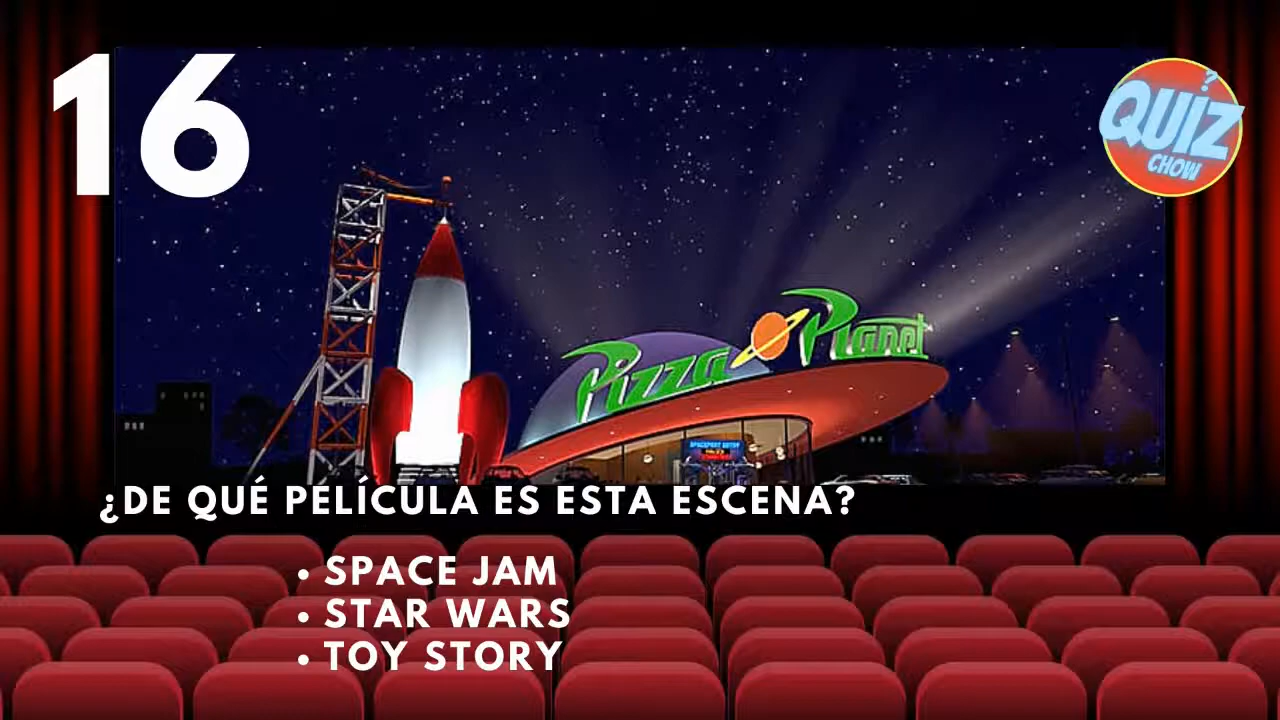 16
?
QUIZ
CHOW
Pizza Planet
¿DE QUÉ PELÍCULA ES ESTA ESCENA?
• SPACE JAM
• STAR WARS
• TOY STORY